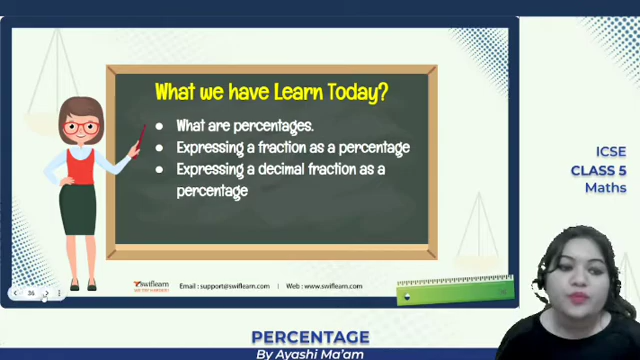 What we have Learn Today?
What are percentages.
Expressing a fraction as a percentage
Expressing a decimal fraction as a
percentage
ICSE
CLASS 5
Maths
36
swiflearn
Email : support@swiflearn.com | Web : www.swiflearn.com
PERCENTAGE
By Ayashi Ma'am